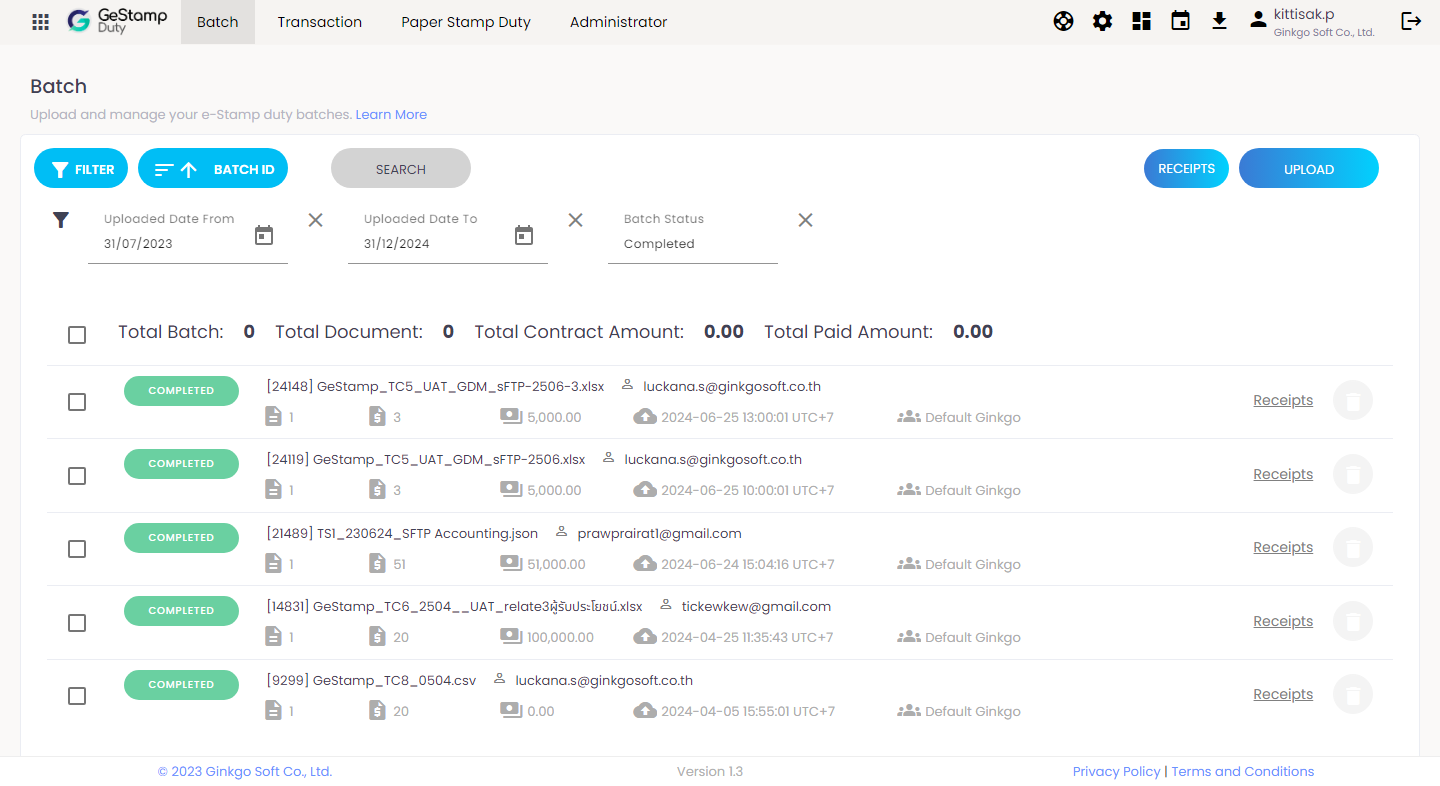 GeStamp
Duty
Batch
Transaction
Paper Stamp Duty
Administrator
kittisak.p
Ginkgo Soft Co., Ltd.
Batch
Upload and manage your e-Stamp duty batches. Learn More
FILTER
BATCH ID
SEARCH
RECEIPTS
UPLOAD
Uploaded Date From
31/07/2023
Uploaded Date To
31/12/2024
Batch Status
Completed
Total Batch: 0 Total Document: 0 Total Contract Amount: 0.00 Total Paid Amount: 0.00
COMPLETED
[24148] GeStamp_TC5_UAT_GDM_sFTP-2506-3.xlsx luckana.s@ginkgosoft.co.th
1 3 5,000.00 2024-06-25 13:00:01 UTC+7 Default Ginkgo
Receipts
COMPLETED
[24119] GeStamp_TC5_UAT_GDM_sFTP-2506.xlsx luckana.s@ginkgosoft.co.th
1 3 5,000.00 2024-06-25 10:00:01 UTC+7 Default Ginkgo
Receipts
COMPLETED
[21489] TS1_230624_SFTP Accounting.json prawprairat1@gmail.com
1 51 51,000.00 2024-06-24 15:04:16 UTC+7 Default Ginkgo
Receipts
COMPLETED
[14831] GeStamp_TC6_2504__UAT_relate3ผู้รับประโยชน์.xlsx tickewkew@gmail.com
1 20 100,000.00 2024-04-25 11:35:43 UTC+7 Default Ginkgo
Receipts
COMPLETED
[9299] GeStamp_TC8_0504.csv luckana.s@ginkgosoft.co.th
1 20 0.00 2024-04-05 15:55:01 UTC+7 Default Ginkgo
Receipts
© 2023 Ginkgo Soft Co., Ltd.
Version 1.3
Privacy Policy | Terms and Conditions